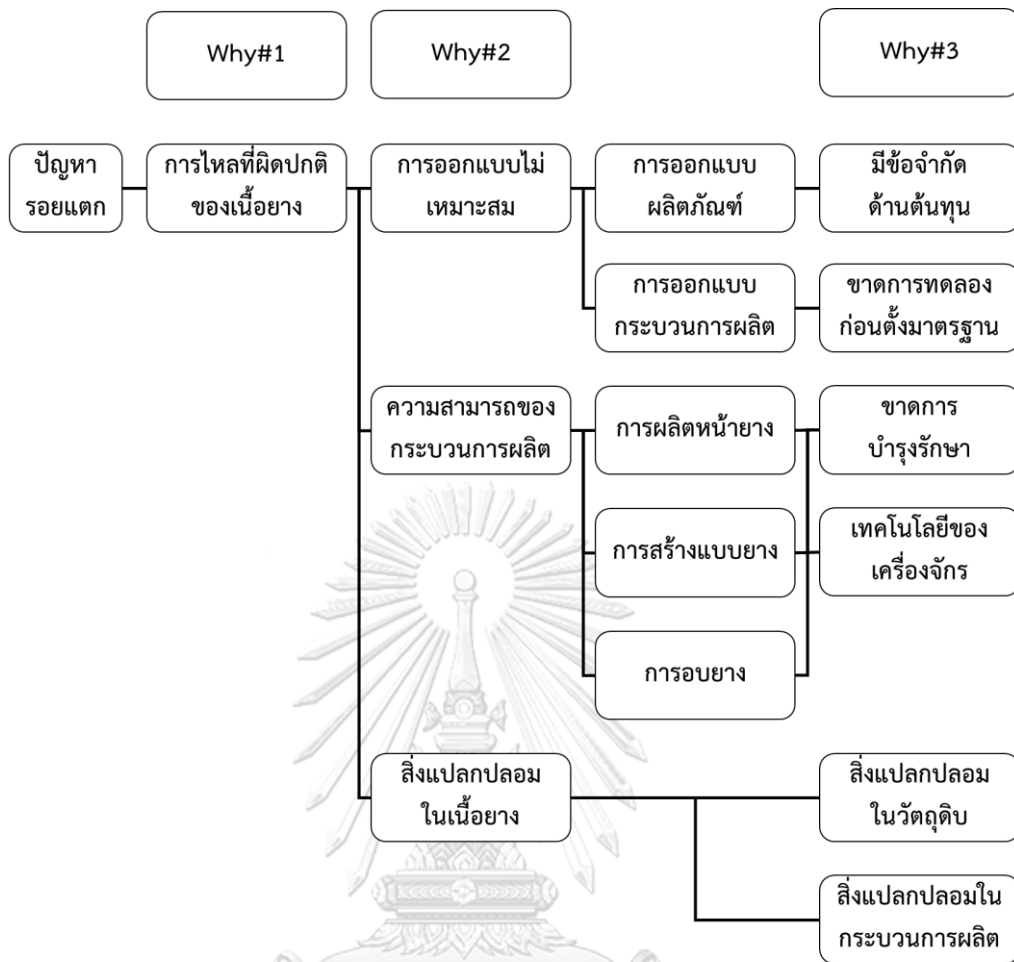 Why#1
Why#2
Why#3
ปัญหา
รอยแตก
การไหลที่ผิดปกติ
ของเนื้อยาง
การออกแบบไม่
เหมาะสม
การออกแบบ
ผลิตภัณฑ์
มีข้อจำกัด
ด้านต้นทุน
การออกแบบ
กระบวนการผลิต
ขาดการทดลอง
ก่อนตั้งมาตรฐาน
ความสามารถของ
กระบวนการผลิต
การผลิตหน้ายาง
ขาดการ
บำรุงรักษา
การสร้างแบบยาง
เทคโนโลยีของ
เครื่องจักร
การอบยาง
สิ่งแปลกปลอม
ในเนื้อยาง
สิ่งแปลกปลอม
ในวัตถุดิบ
สิ่งแปลกปลอมใน
กระบวนการผลิต